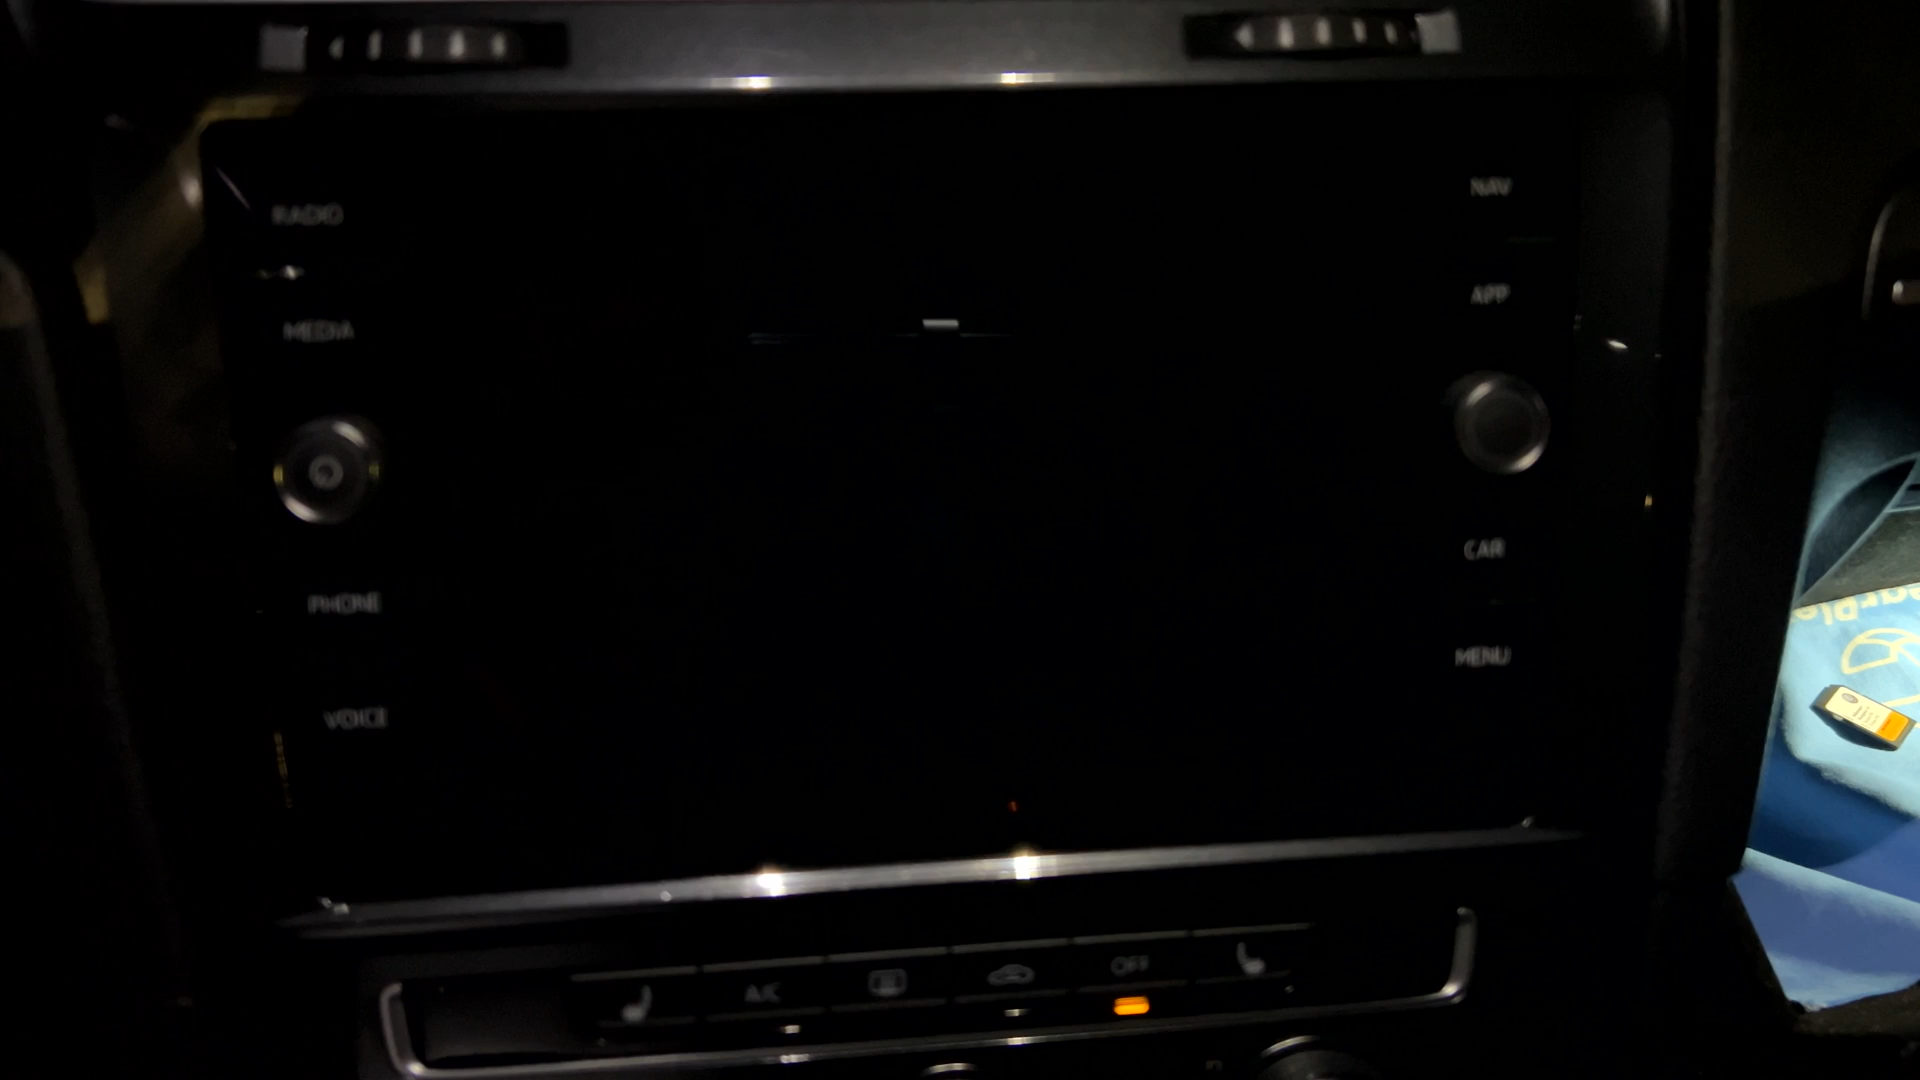 RADIO
NAV
MEDIA
APP
PHONE
CAR
VOICE
MENU
A/C
OFF